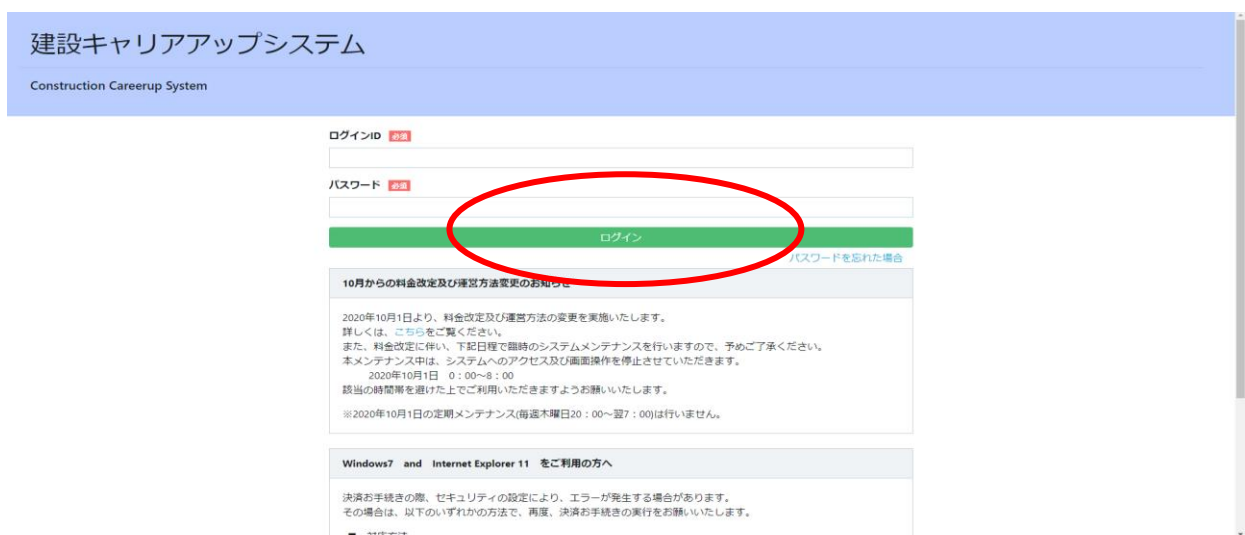 建設キャリアアップシステム
Construction Careerup System
ログインID 必須
パスワード 必須
ログイン
パスワードを忘れた場合
10月からの料金改定及び運営方法変更のお知らせ
2020年10月1日より、料金改定及び運営方法の変更を実施いたします。
詳しくは、こちらをご覧ください。
また、料金改定に伴い、下記日程で臨時のシステムメンテナンスを行いますので、予めご了承ください。
本メンテナンス中は、システムへのアクセス及び画面操作を停止させていただきます。
2020年10月1日 0：00～8：00
該当の時間帯を避けた上でご利用いただきますようお願いいたします。
※2020年10月1日の定期メンテナンス(毎週木曜日20：00～翌7：00)は行いません。
Windows7 and Internet Explorer 11 をご利用の方へ
決済お手続きの際、セキュリティの設定により、エラーが発生する場合があります。
その場合は、以下のいずれかの方法で、再度、決済お手続きの実行をお願いいたします。